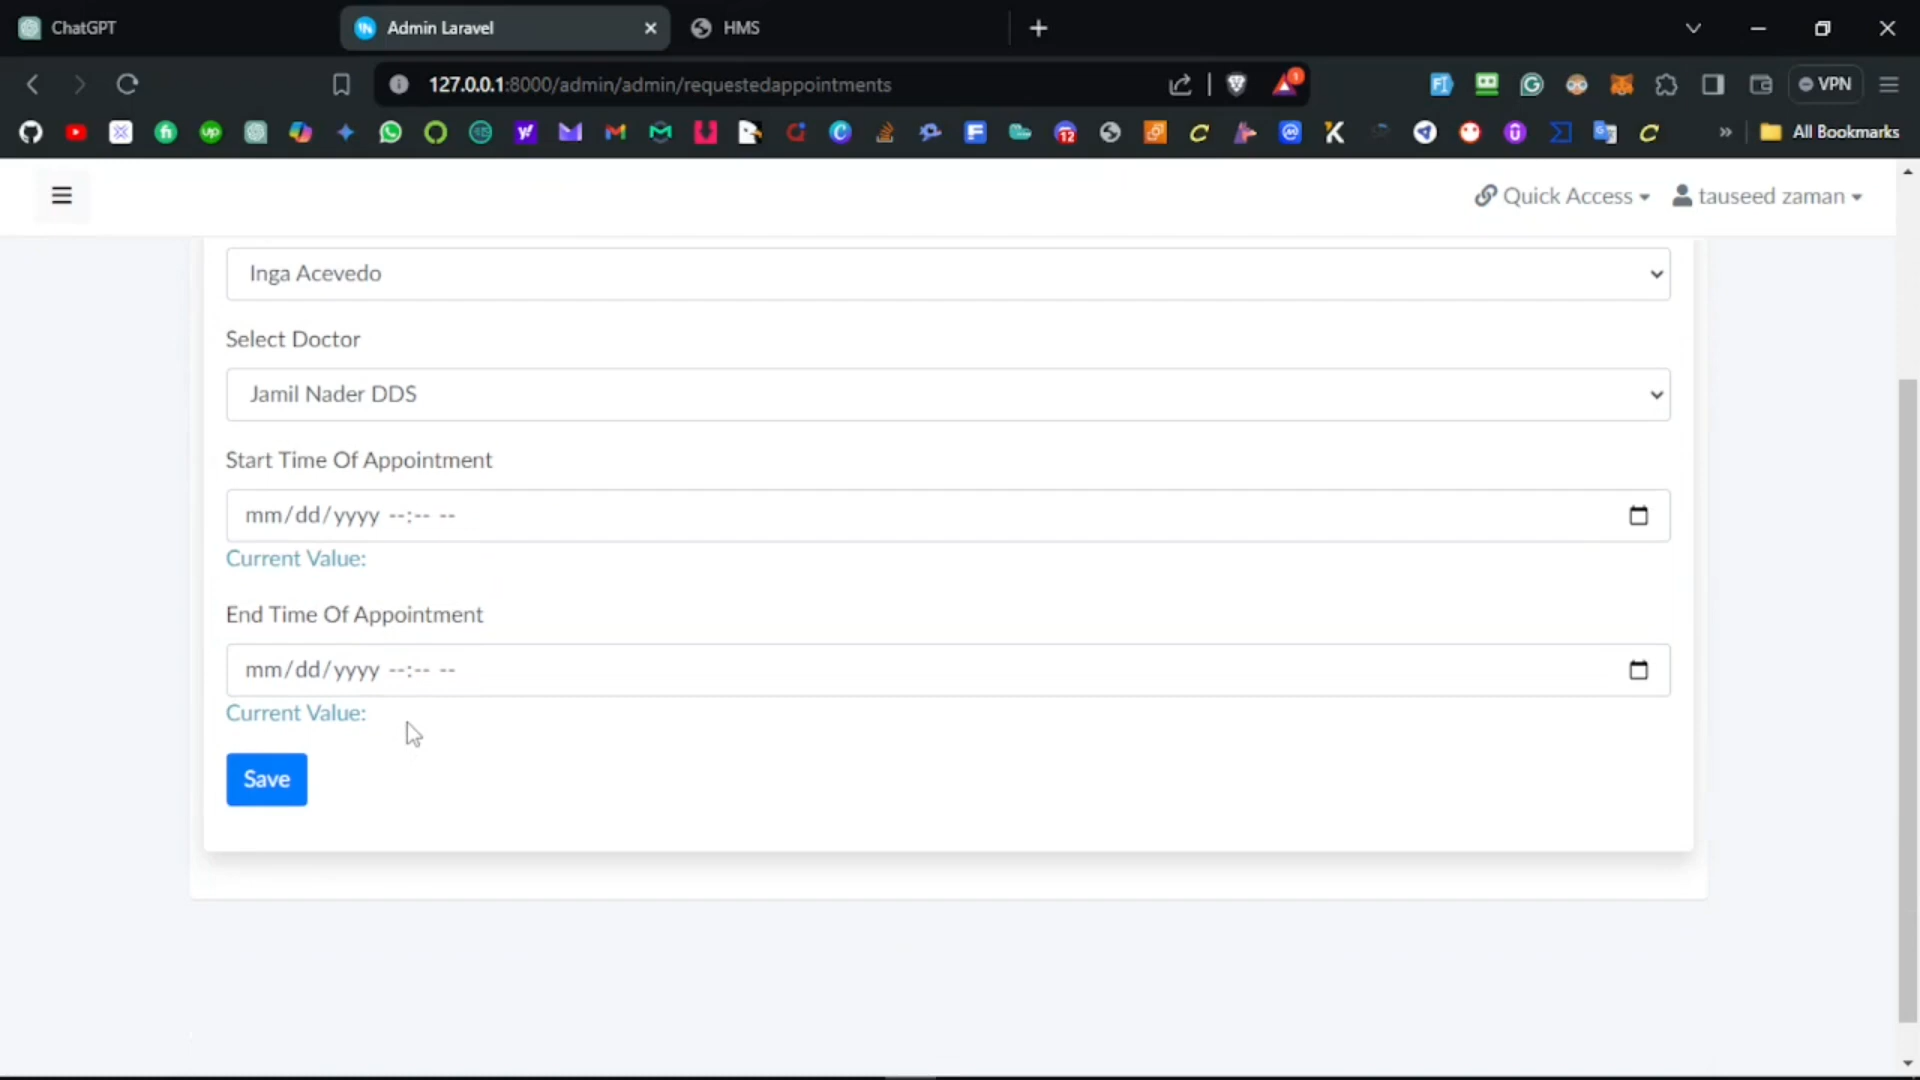 ChatGPT
Admin Laravel
HMS
127.0.0.1:8000/admin/admin/requestedappointments
1
VPN
12
All Bookmarks
Quick Access
tauseed zaman
Inga Acevedo
Select Doctor
Jamil Nader DDS
Start Time Of Appointment
mm/dd/yyyy --:-- --
Current Value:
End Time Of Appointment
mm/dd/yyyy --:-- --
Current Value:
Save